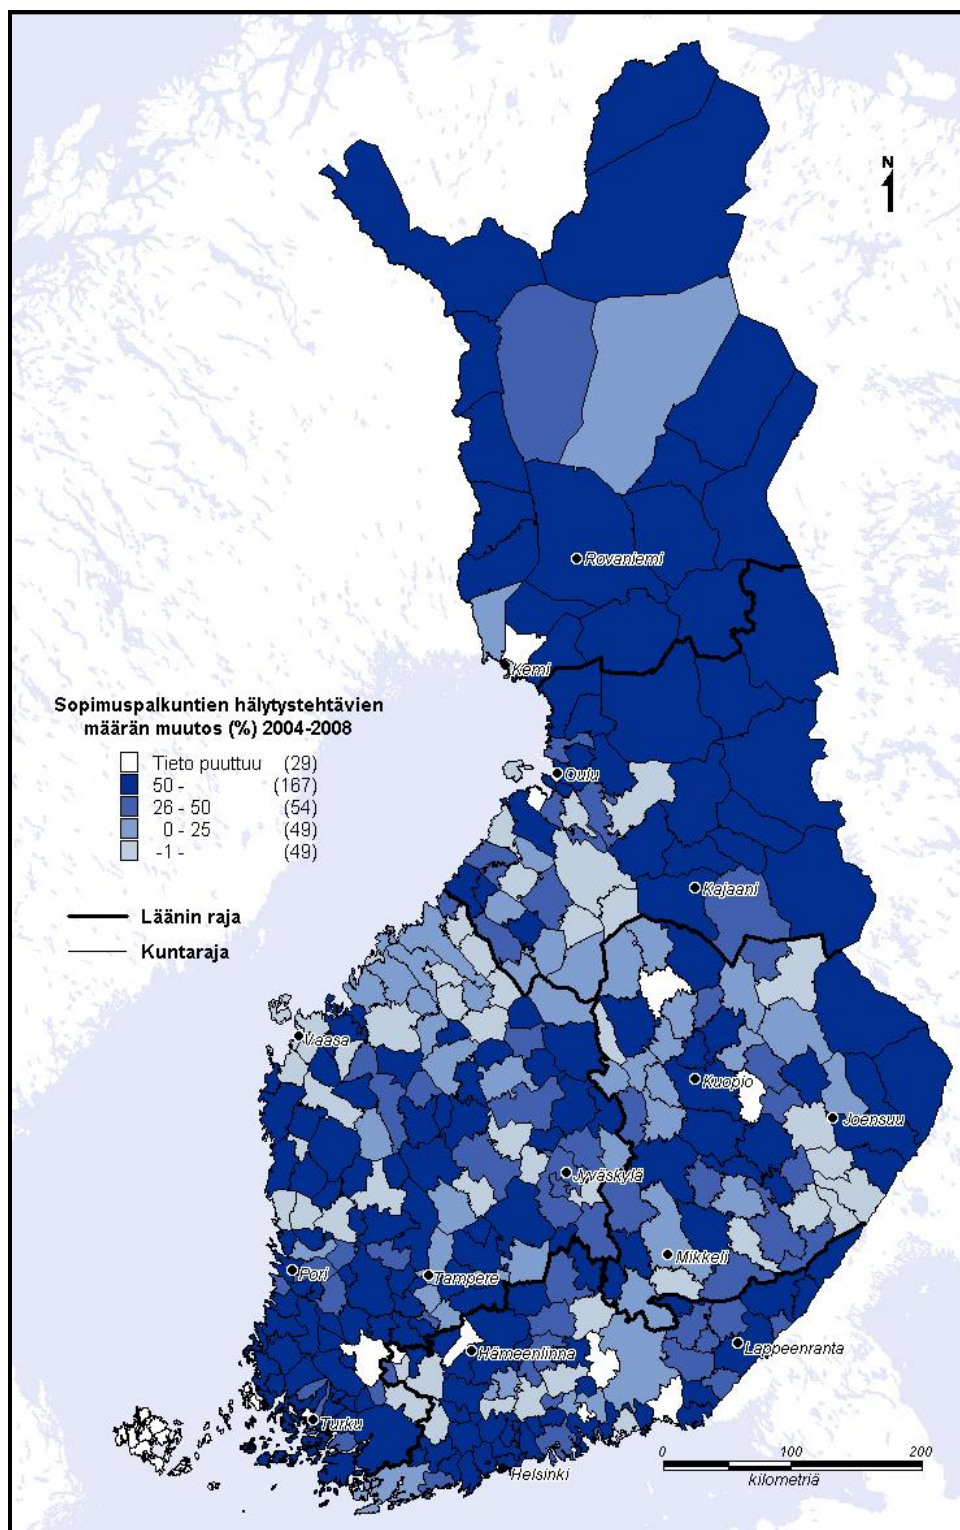 N
Rovaniemi
Kemi
Sopimuspalkuntien hälytystehtävien
määrän muutos (%) 2004-2008
Tieto puuttuu (29)
50 - (167)
26 - 50 (54)
0 - 25 (49)
-1 - (49)
Läänin raja
Kuntaraja
Oulu
Kajaani
Vaasa
Kuopio
Joensuu
Jyväskylä
Mikkeli
Pori
Tampere
Lappeenranta
Hämeenlinna
Turku
Helsinki
0 100 200
kilometriä